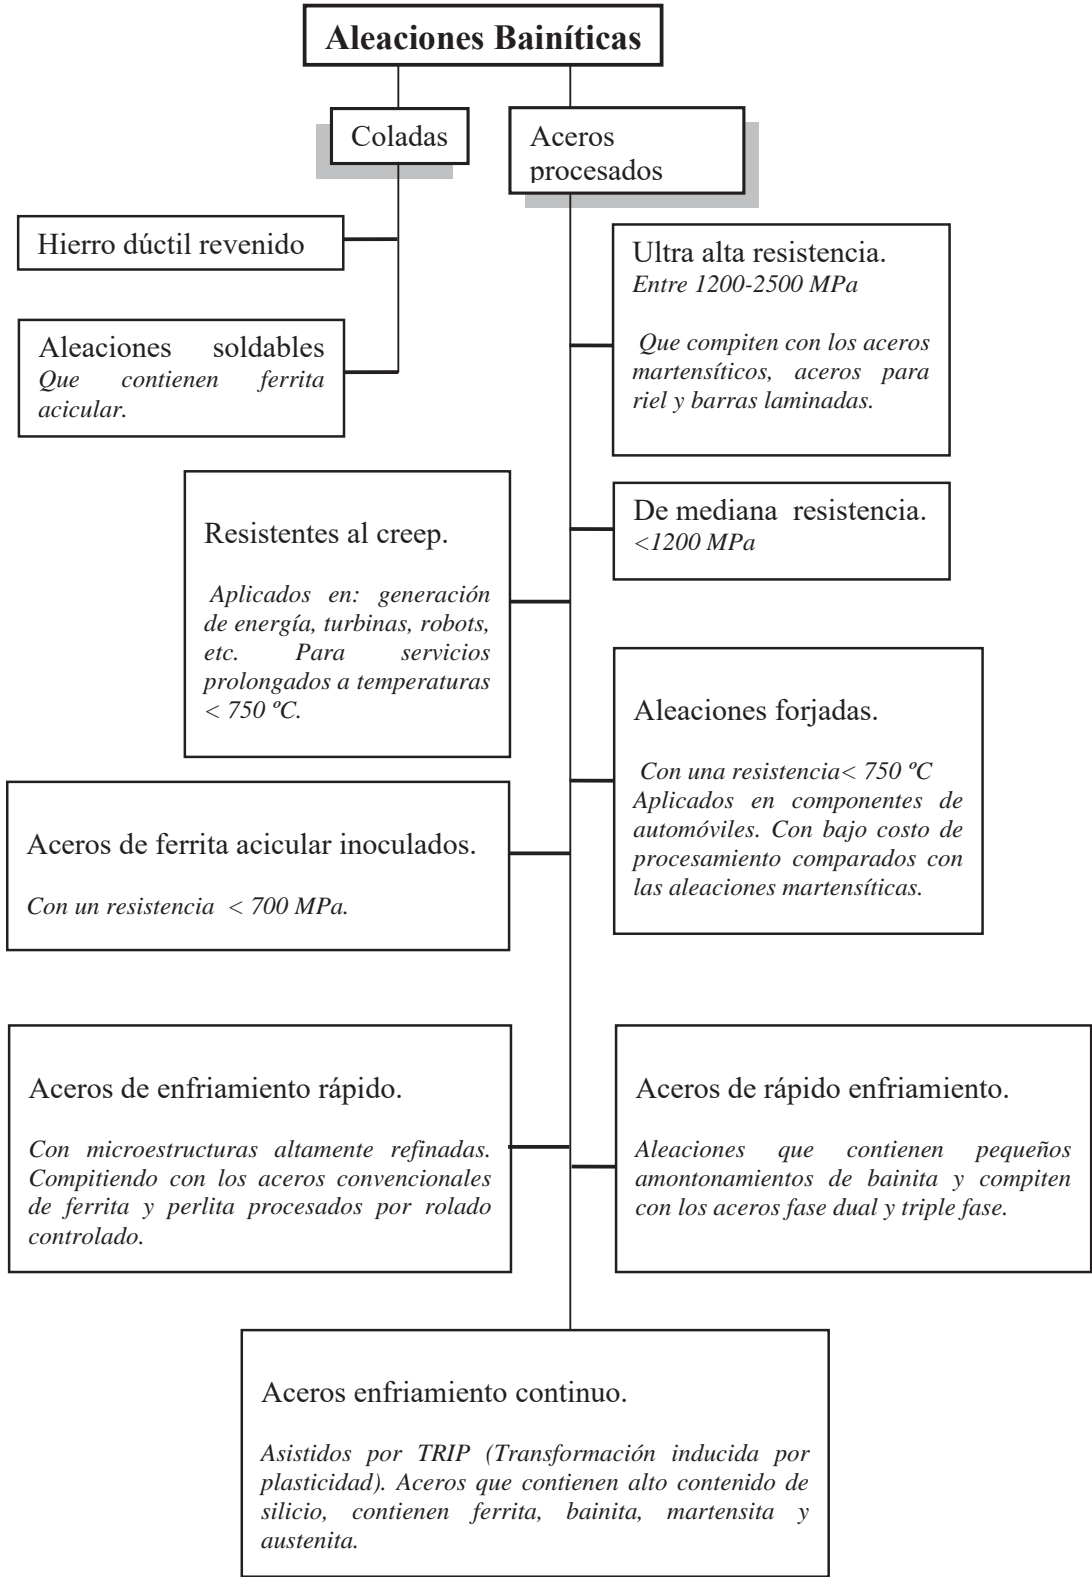 Aleaciones Bainíticas
Coladas
Aceros
procesados
Hierro dúctil revenido
Ultra alta resistencia.
Entre 1200-2500 MPa
Que compiten con los aceros
martensíticos, aceros para
riel y barras laminadas.
Aleaciones soldables
Que contienen ferrita
acicular.
De mediana resistencia.
<1200 MPa
Resistentes al creep.
Aplicados en: generación
de energía, turbinas, robots,
etc. Para servicios
prolongados a temperaturas
< 750 ºC.
Aleaciones forjadas.
Con una resistencia< 750 ºC
Aplicados en componentes de
automóviles. Con bajo costo de
procesamiento comparados con
las aleaciones martensíticas.
Aceros de ferrita acicular inoculados.
Con un resistencia < 700 MPa.
Aceros de enfriamiento rápido.
Con microestructuras altamente refinadas.
Compitiendo con los aceros convencionales
de ferrita y perlita procesados por rolado
controlado.
Aceros de rápido enfriamiento.
Aleaciones que contienen pequeños
amontonamientos de bainita y compiten
con los aceros fase dual y triple fase.
Aceros enfriamiento continuo.
Asistidos por TRIP (Transformación inducida por
plasticidad). Aceros que contienen alto contenido de
silicio, contienen ferrita, bainita, martensita y
austenita.